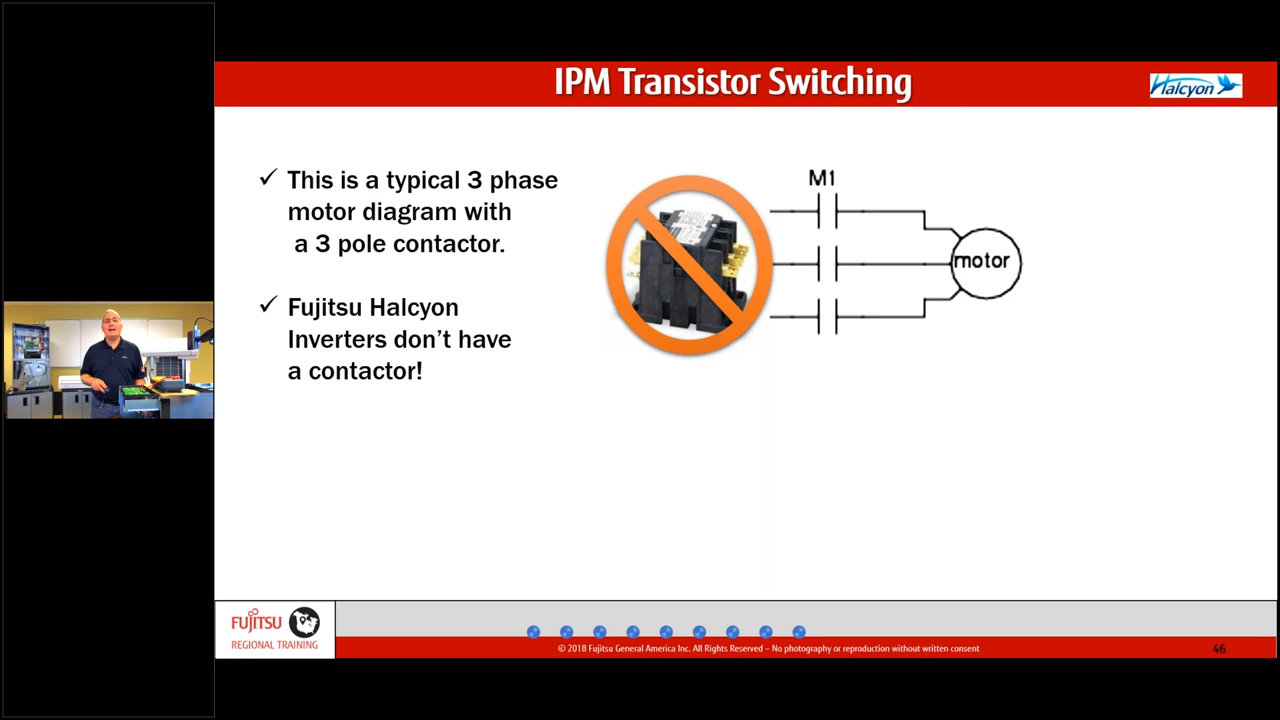 IPM Transistor Switching
Halcyon
✓ This is a typical 3 phase
motor diagram with
a 3 pole contactor.
✓ Fujitsu Halcyon
Inverters don’t have
a contactor!
M1
motor
FUJITSU
REGIONAL TRAINING
© 2018 Fujitsu General America Inc. All Rights Reserved – No photography or reproduction without written consent
46